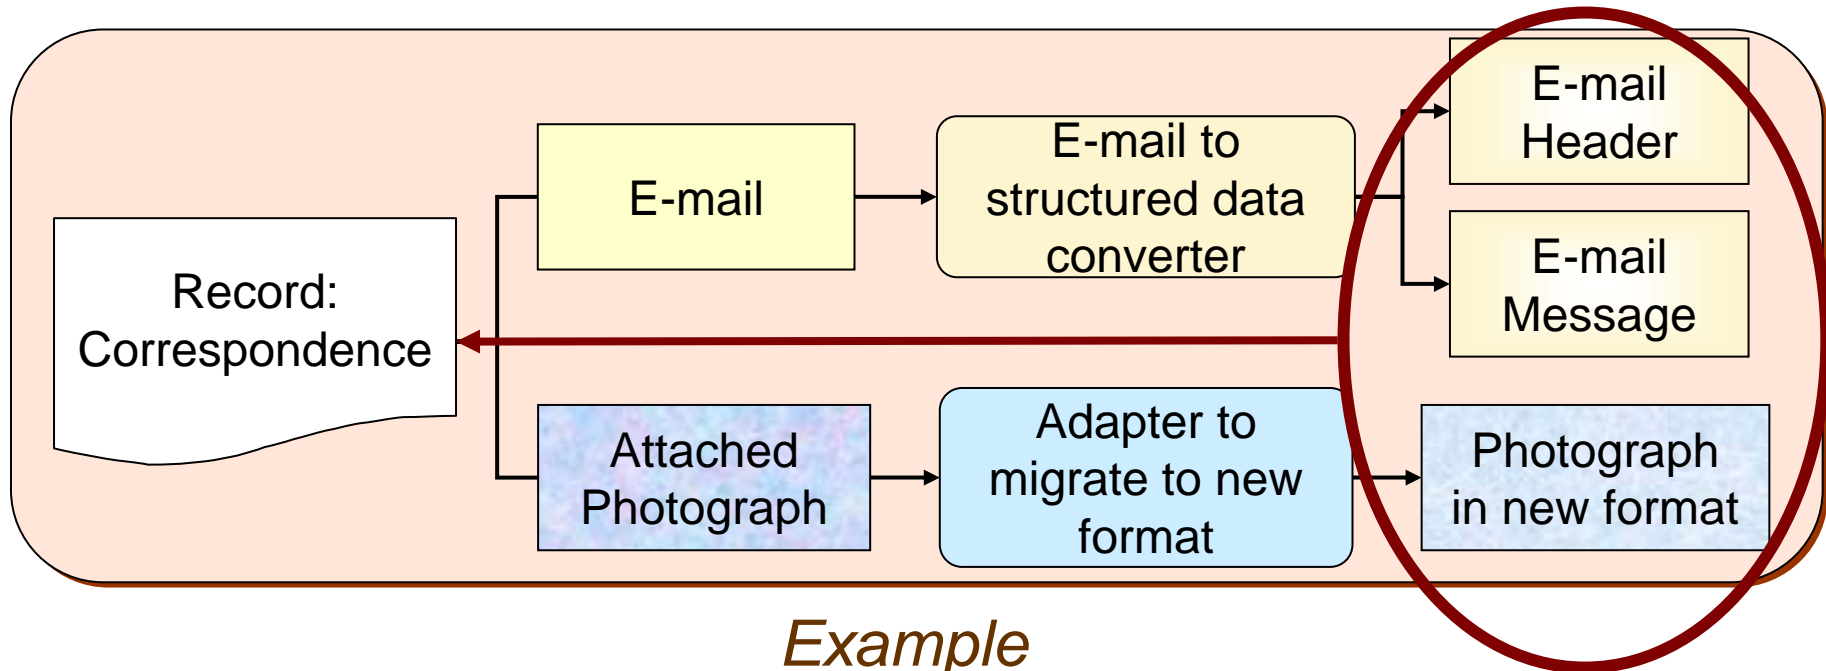 Record:
Correspondence
E-mail
E-mail to
structured data
converter
E-mail
Header
E-mail
Message
Attached
Photograph
Adapter to
migrate to new
format
Photograph
in new format
Example